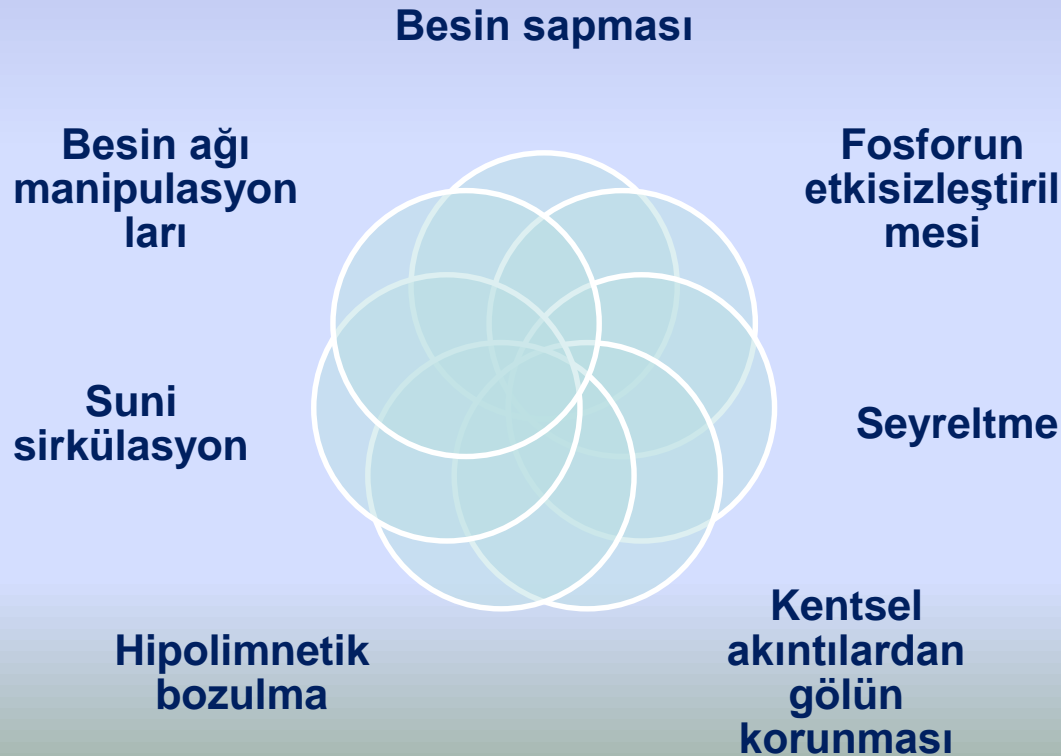 Besin sapması
Fosforun
etkisizleştiril
mesi
Seyreltme
Kentsel
akıntılardan
gölün
korunması
Hipolimnetik
bozulma
Suni
sirkülasyon
Besin ağı
manipulasyon
ları